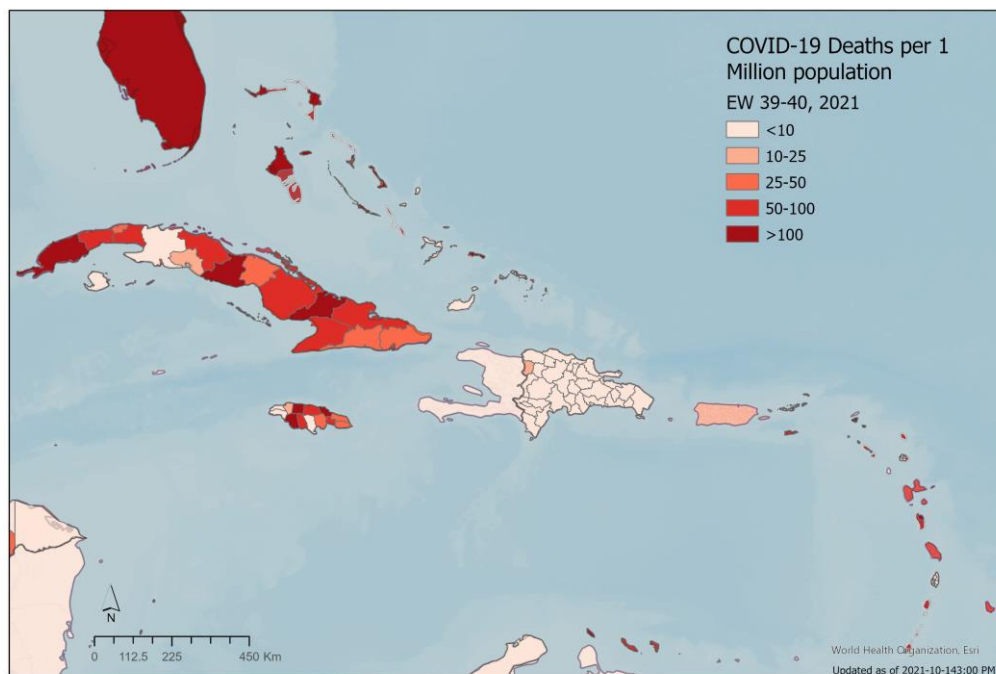 COVID-19 Deaths per 1
Million population
EW 39-40, 2021
<10
10-25
25-50
50-100
>100
N
0 112.5 225 450 Km
World Health Organization, Esri
Updated as of 2021-10-143:00 PM